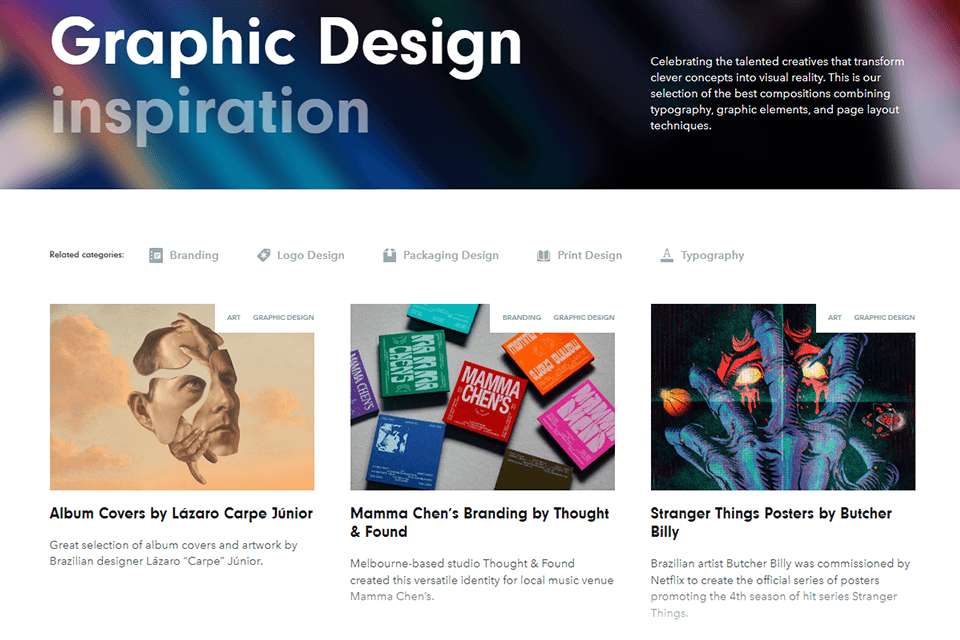 Graphic Design
inspiration
Celebrating the talented creatives that transform
clever concepts into visual reality. This is our
selection of the best compositions combining
typography, graphic elements, and page layout
techniques.
Related categories:
Branding
Logo Design
Packaging Design
Print Design
Typography
ART GRAPHIC DESIGN
BRANDING GRAPHIC DESIGN
MAMMA
CHEN'S
MAMMA CHEN'S
ART GRAPHIC DESIGN
Album Covers by Lázaro Carpe Júnior
Great selection of album covers and artwork by
Brazilian designer Lázaro “Carpe” Júnior.
Mamma Chen’s Branding by Thought
& Found
Melbourne-based studio Thought & Found
created this versatile identity for local music venue
Mamma Chen’s.
Stranger Things Posters by Butcher
Billy
Brazilian artist Butcher Billy was commissioned by
Netflix to create the official series of posters
promoting the 4th season of hit series Stranger
Things.